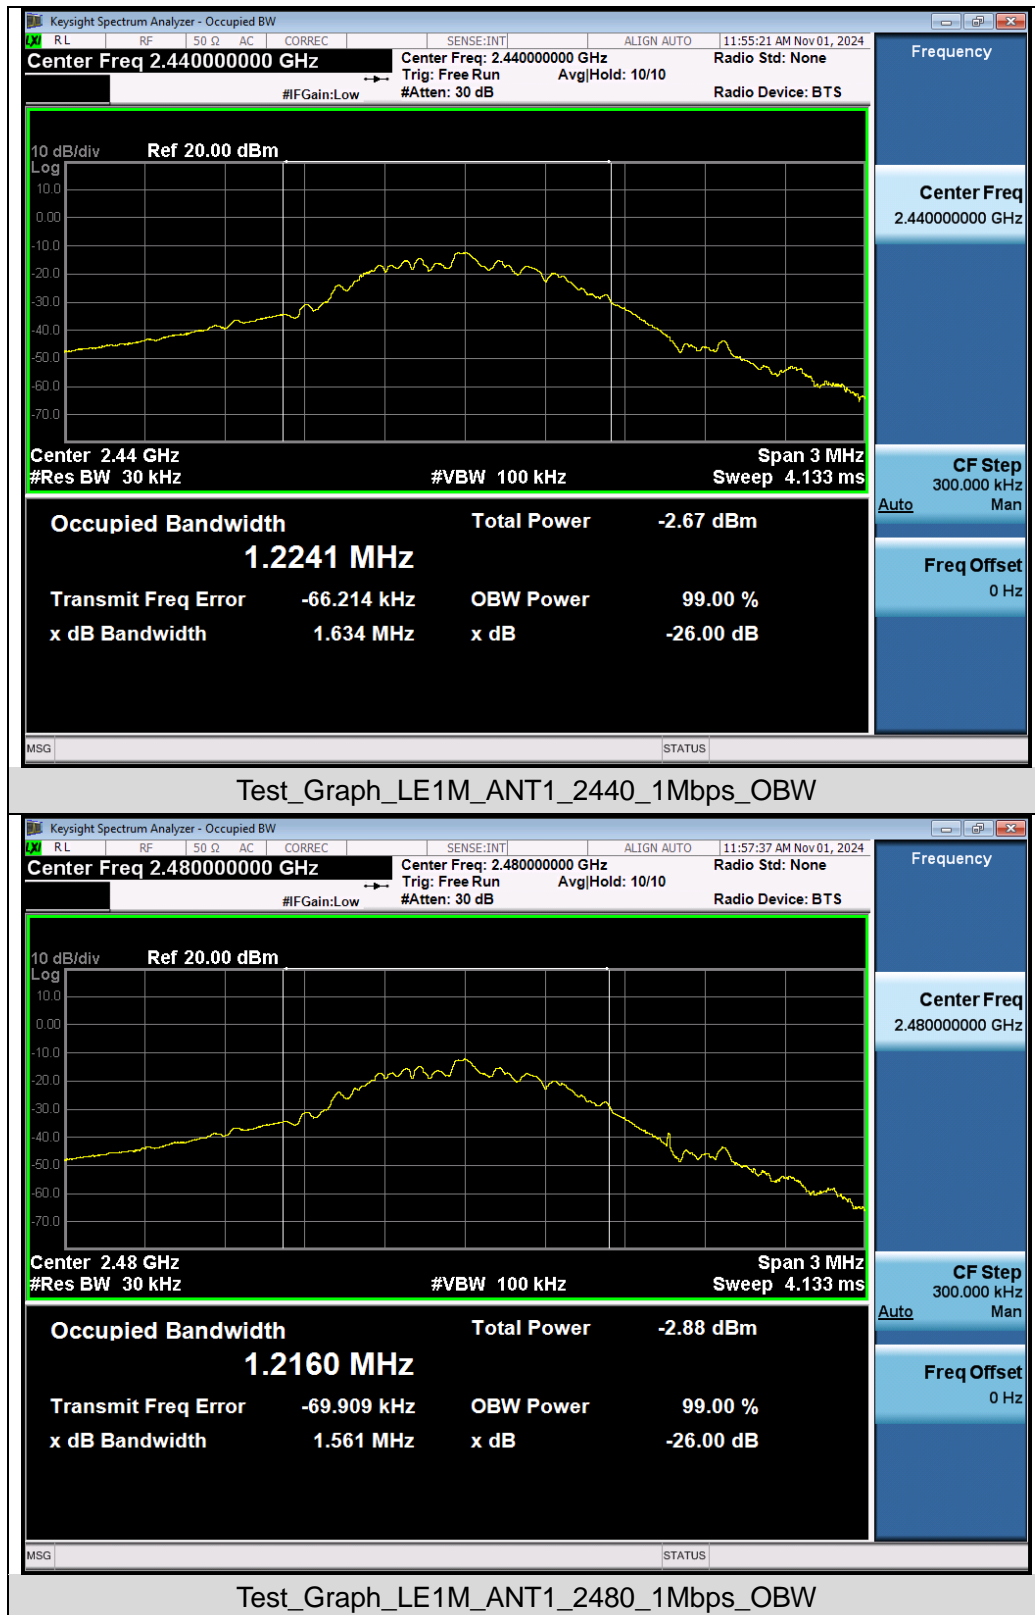 Keysight Spectrum Analyzer - Occupied BW
LXI RL RF 50 Ω AC CORREC SENSE:INT ALIGN AUTO 11:55:21 AM Nov 01, 2024
Center Freq 2.440000000 GHz
Center Freq: 2.440000000 GHz Radio Std: None
Trig: Free Run Avg|Hold: 10/10
#IFGain:Low #Atten: 30 dB Radio Device: BTS
10 dB/div Ref 20.00 dBm
Log
10.0
0.00
-10.0
-20.0
-30.0
-40.0
-50.0
-60.0
-70.0
Center 2.44 GHz Span 3 MHz
#Res BW 30 kHz #VBW 100 kHz Sweep 4.133 ms
Occupied Bandwidth Total Power -2.67 dBm
1.2241 MHz
Transmit Freq Error -66.214 kHz OBW Power 99.00 %
x dB Bandwidth 1.634 MHz x dB -26.00 dB
MSG STATUS
Frequency
Center Freq
2.440000000 GHz
CF Step
300.000 kHz
Auto Man
Freq Offset
0 Hz
Test_Graph_LE1M_ANT1_2440_1Mbps_OBW
Keysight Spectrum Analyzer - Occupied BW
LXI RL RF 50 Ω AC CORREC SENSE:INT ALIGN AUTO 11:57:37 AM Nov 01, 2024
Center Freq 2.480000000 GHz
Center Freq: 2.480000000 GHz Radio Std: None
Trig: Free Run Avg|Hold: 10/10
#IFGain:Low #Atten: 30 dB Radio Device: BTS
10 dB/div Ref 20.00 dBm
Log
10.0
0.00
-10.0
-20.0
-30.0
-40.0
-50.0
-60.0
-70.0
Center 2.48 GHz Span 3 MHz
#Res BW 30 kHz #VBW 100 kHz Sweep 4.133 ms
Occupied Bandwidth Total Power -2.88 dBm
1.2160 MHz
Transmit Freq Error -69.909 kHz OBW Power 99.00 %
x dB Bandwidth 1.561 MHz x dB -26.00 dB
MSG STATUS
Frequency
Center Freq
2.480000000 GHz
CF Step
300.000 kHz
Auto Man
Freq Offset
0 Hz
Test_Graph_LE1M_ANT1_2480_1Mbps_OBW